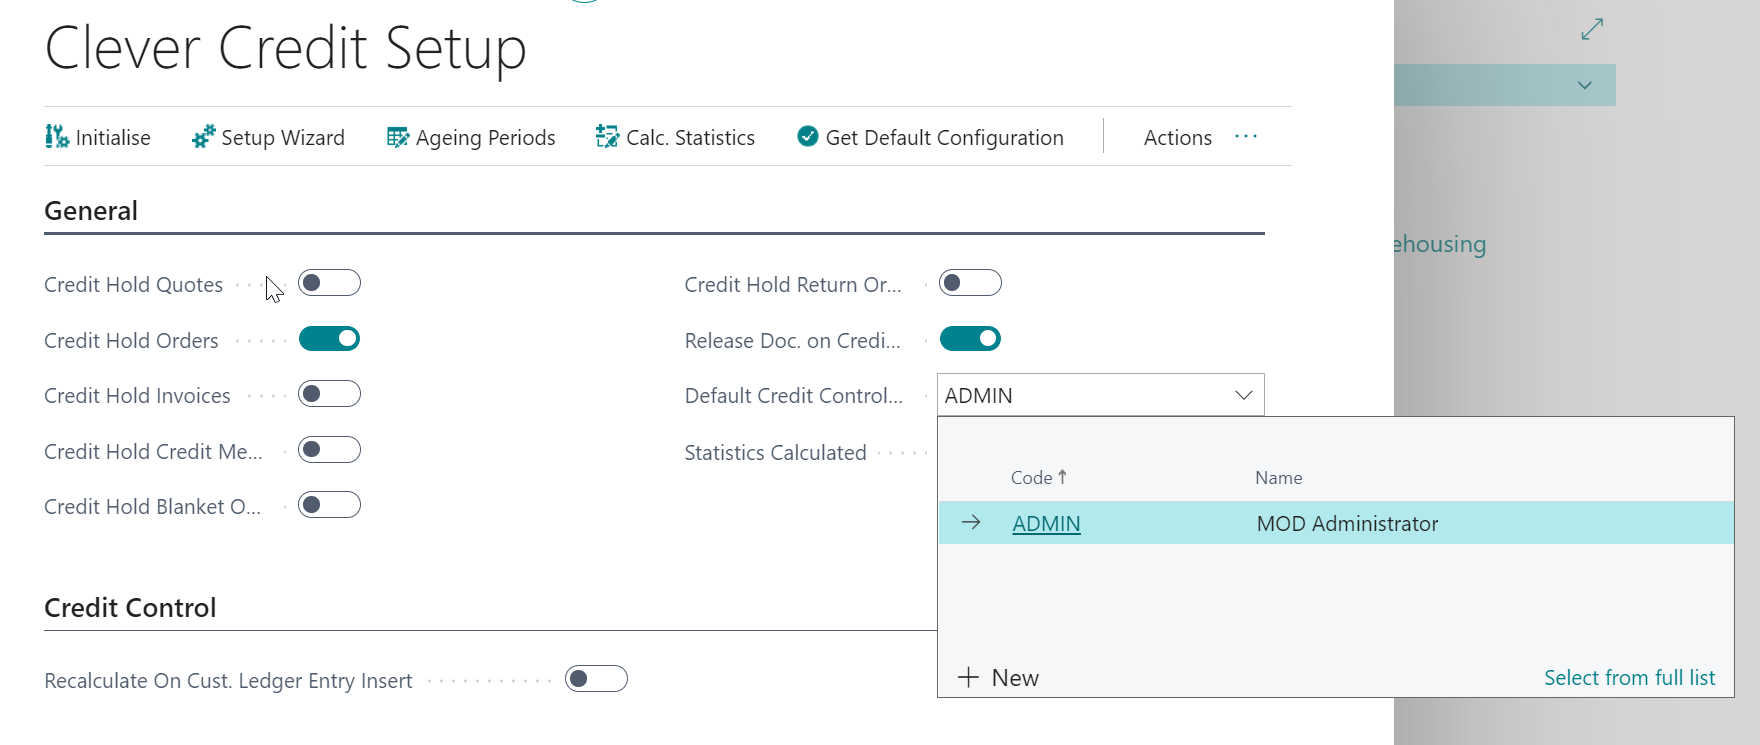 Clever Credit Setup
Initialise Setup Wizard Ageing Periods Calc. Statistics Get Default Configuration Actions ···
General
ehousing
Credit Hold Quotes
Credit Hold Return Or...
Credit Hold Orders
Release Doc. on Credi...
Credit Hold Invoices
Default Credit Control... ADMIN
Credit Hold Credit Me...
Statistics Calculated
Credit Hold Blanket O...
Code ↑ Name
ADMIN MOD Administrator
Credit Control
Recalculate On Cust. Ledger Entry Insert
New Select from full list